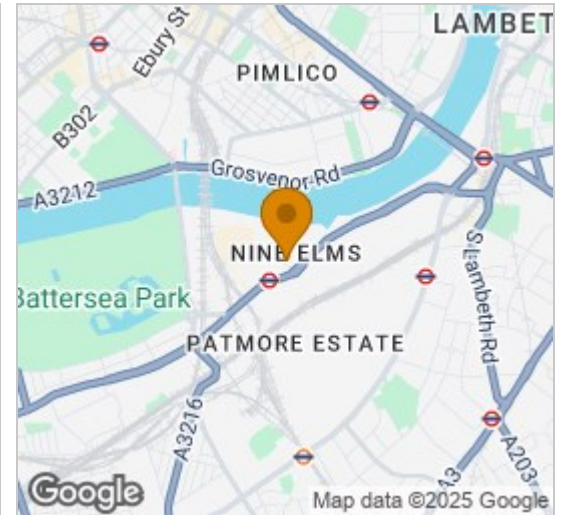 LAMBET
Ebury St
PIMLICO
B302
Grosvenor Rd
A3212
NINE ELMS
Battersea Park
S Lambeth Rd
PATMORE ESTATE
A3216
A3
A203
Google
Map data ©2025 Google